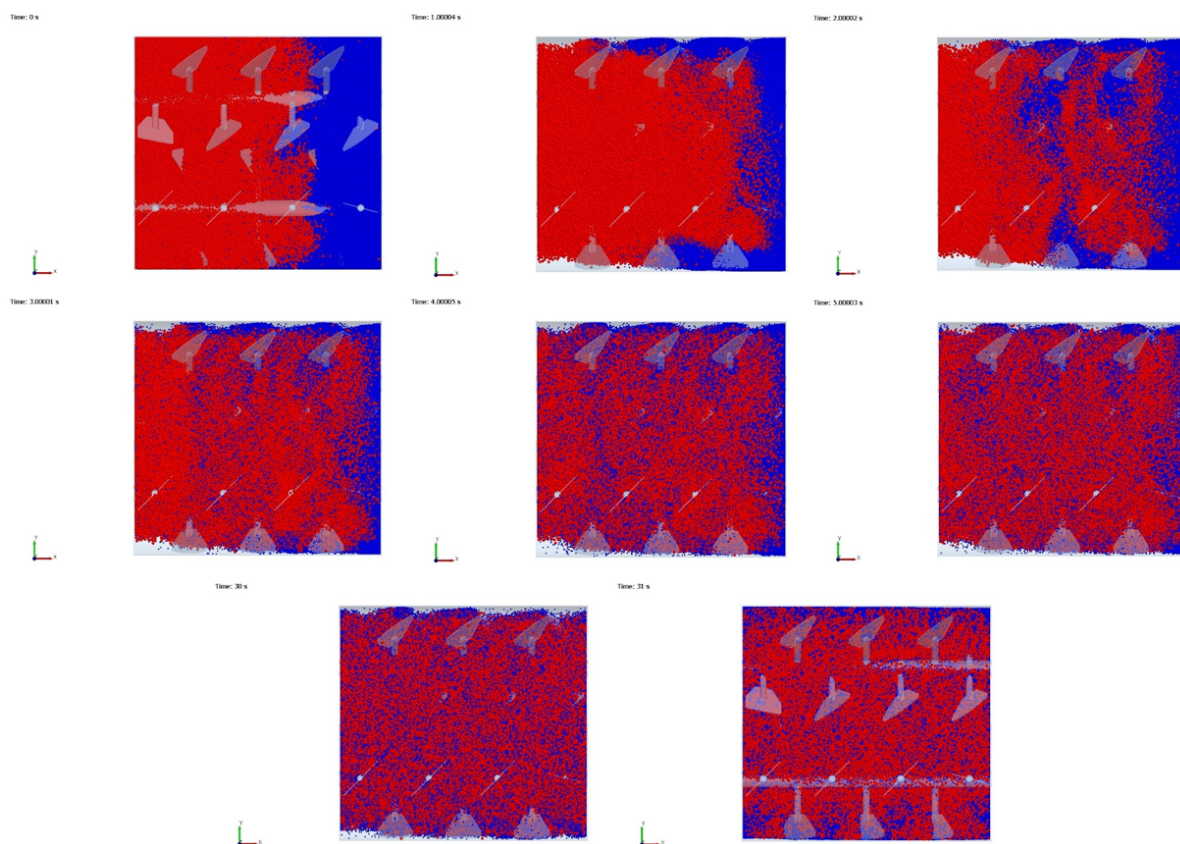 Time: 0 s
Time: 1.00004 s
Time: 2.00002 s
Y
X
Y
X
Y
X
Time: 3.00001 s
Time: 4.00005 s
Time: 5.00003 s
Y
X
Y
X
Y
X
Time: 30 s
Time: 31 s
Y
X
Y
X